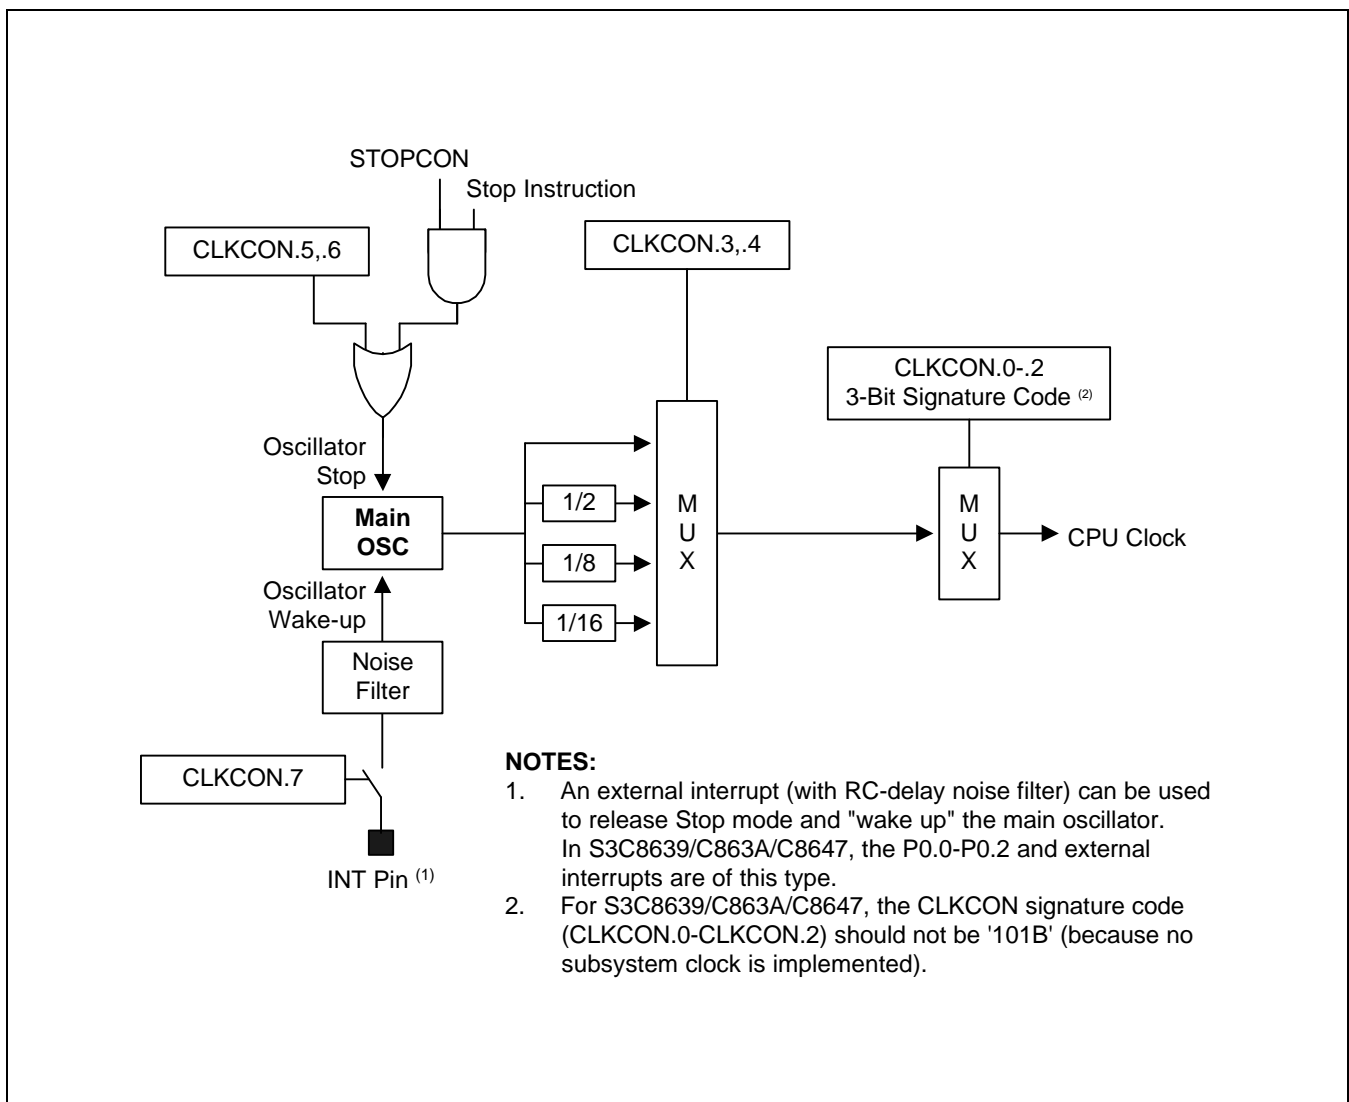 STOPCON
Stop Instruction
CLKCON.5,.6
CLKCON.3,.4
CLKCON.0-.2
3-Bit Signature Code (2)
Oscillator
Stop
Main
OSC
1/2
1/8
1/16
M
U
X
M
U
X
CPU Clock
Oscillator
Wake-up
Noise
Filter
CLKCON.7
INT Pin (1)
NOTES:
1. An external interrupt (with RC-delay noise filter) can be used
to release Stop mode and "wake up" the main oscillator.
In S3C8639/C863A/C8647, the P0.0-P0.2 and external
interrupts are of this type.
2. For S3C8639/C863A/C8647, the CLKCON signature code
(CLKCON.0-CLKCON.2) should not be '101B' (because no
subsystem clock is implemented).